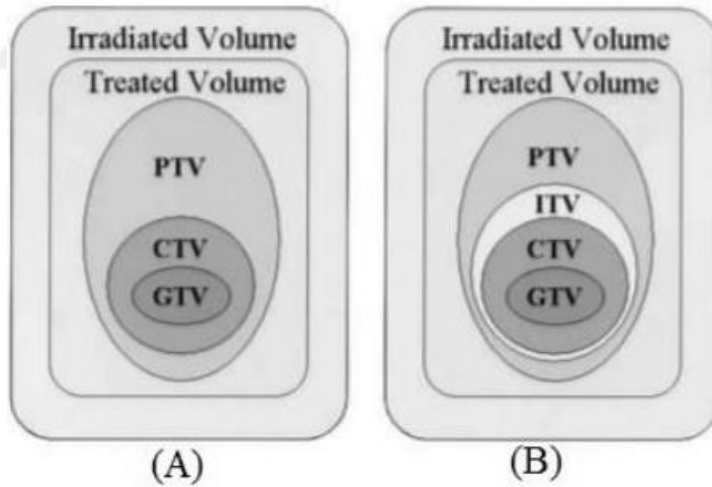 Irradiated Volume
Treated Volume
PTV
CTV
GTV
(A)
Irradiated Volume
Treated Volume
PTV
ITV
CTV
GTV
(B)